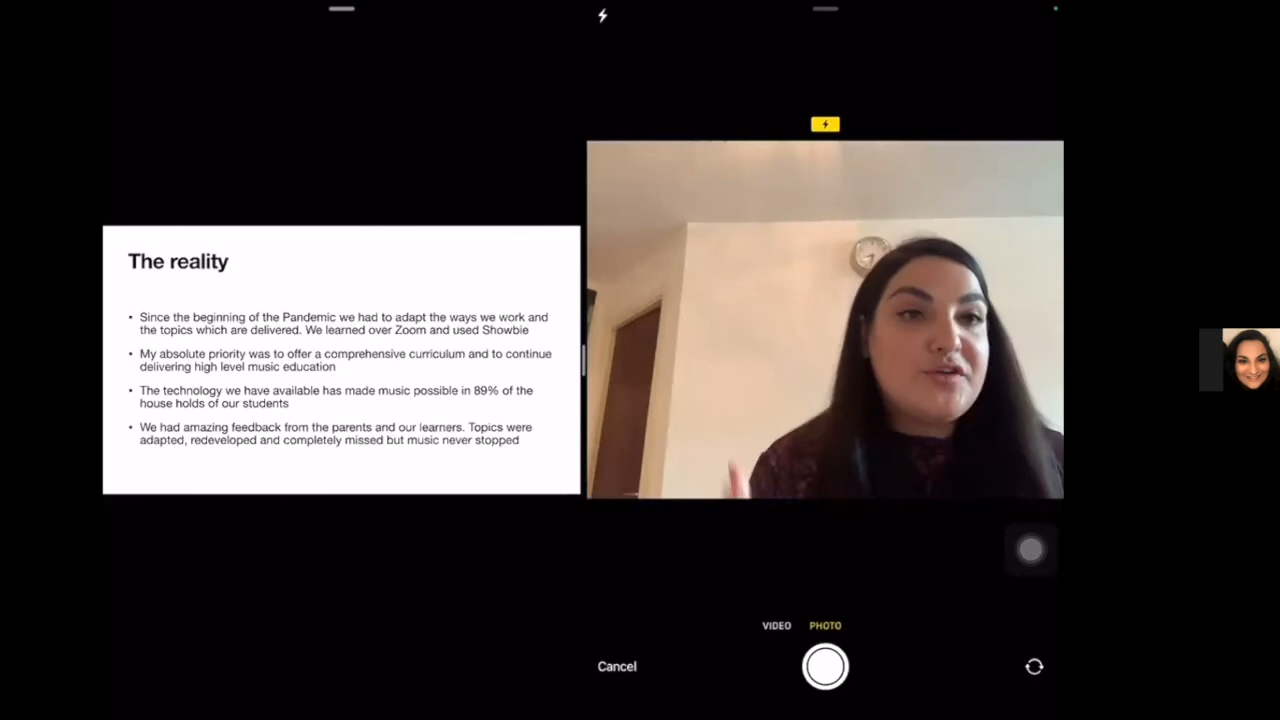 The reality
• Since the beginning of the Pandemic we had to adapt the ways we work and
the topics which are delivered. We learned over Zoom and used Showbie
• My absolute priority was to offer a comprehensive curriculum and to continue
delivering high level music education
• The technology we have available has made music possible in 89% of the
house holds of our students
• We had amazing feedback from the parents and our learners. Topics were
adapted, redeveloped and completely missed but music never stopped
VIDEO PHOTO
Cancel